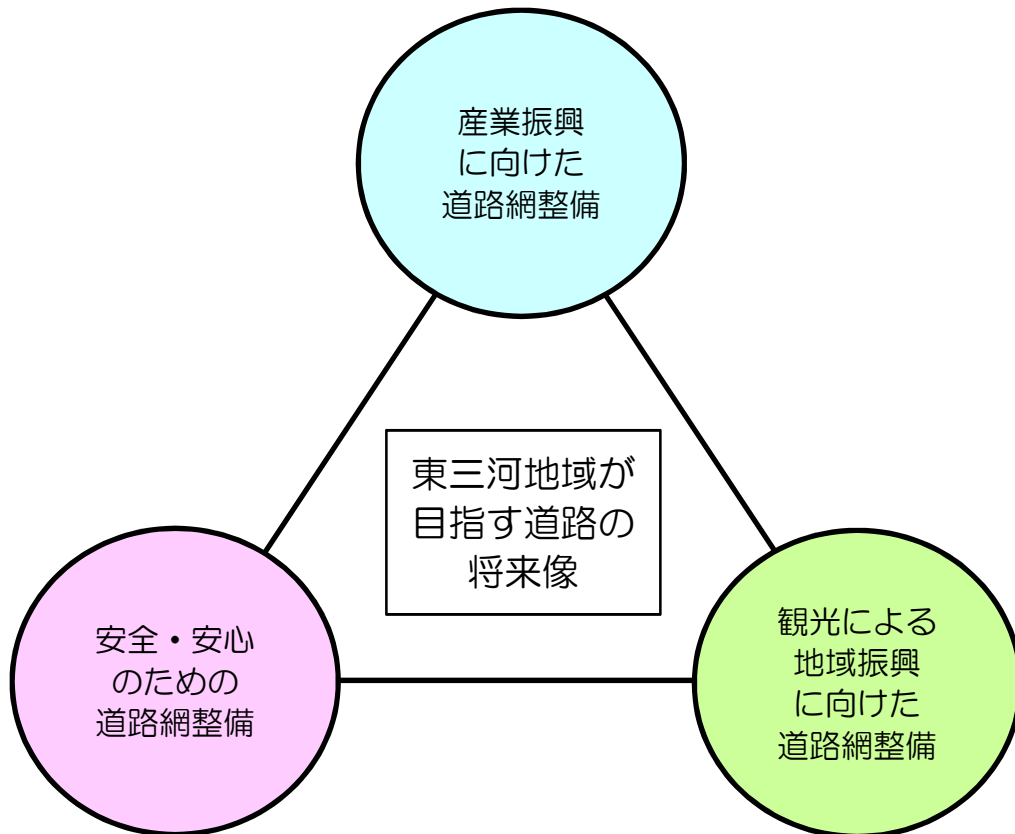 産業振興
に向けた
道路網整備
東三河地域が
目指す道路の
将来像
安全・安心
のための
道路網整備
観光による
地域振興
に向けた
道路網整備